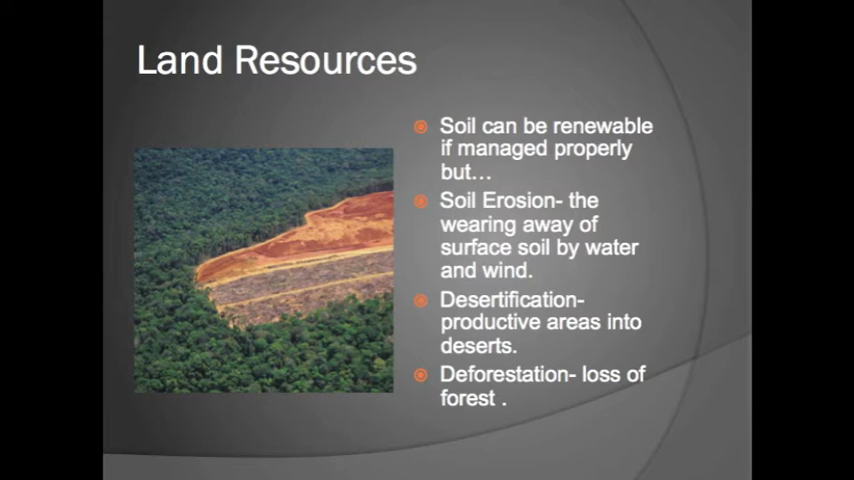 Land Resources
Soil can be renewable
if managed properly
but...
Soil Erosion- the
wearing away of
surface soil by water
and wind.
Desertification-
productive areas into
deserts.
Deforestation- loss of
forest .